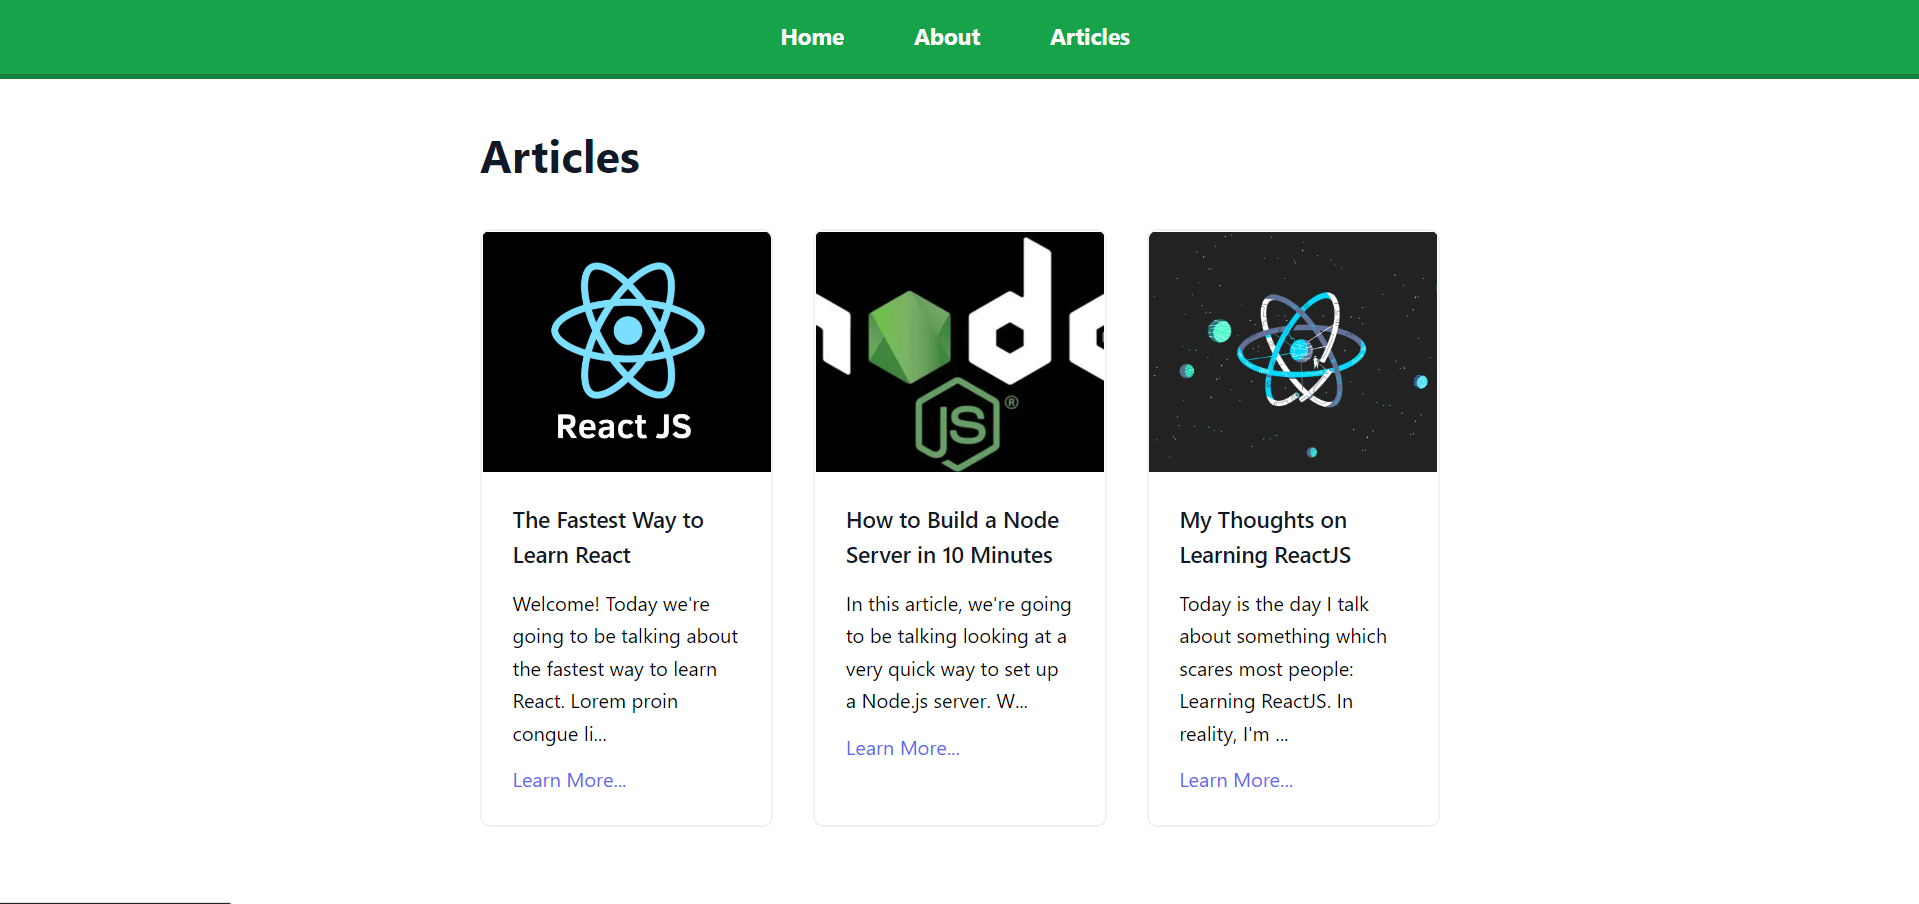 Home About Articles
Articles
React JS
node
JS®
The Fastest Way to
Learn React
Welcome! Today we're
going to be talking about
the fastest way to learn
React. Lorem proin
congue li...
Learn More...
How to Build a Node
Server in 10 Minutes
In this article, we're going
to be talking looking at a
very quick way to set up
a Node.js server. W...
Learn More...
My Thoughts on
Learning ReactJS
Today is the day I talk
about something which
scares most people:
Learning ReactJS. In
reality, I'm ...
Learn More...